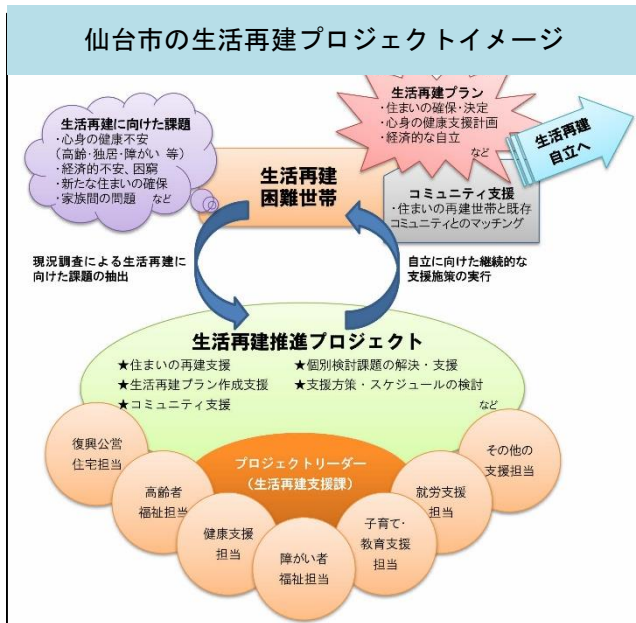 仙台市の生活再建プロジェクトイメージ
生活再建プラン
・住まいの確保・決定
・心身の健康支援計画
・経済的な自立
など
生活再建
自立へ
生活再建に向けた課題
・心身の健康不安
（高齢・独居・障がい 等）
・経済的不安、困窮
・新たな住まいの確保
・家族間の問題 など
生活再建
困難世帯
コミュニティ支援
・住まいの再建世帯と既存
コミュニティとのマッチング
現況調査による生活再建に
向けた課題の抽出
自立に向けた継続的な
支援施策の実行
生活再建推進プロジェクト
★住まいの再建支援
★生活再建プラン作成支援
★コミュニティ支援
★個別検討課題の解決・支援
★支援方策・スケジュールの検討
など
プロジェクトリーダー
（生活再建支援課）
復興公営
住宅担当
高齢者
福祉担当
健康支援
担当
障がい者
福祉担当
子育て・
教育支援
担当
就労支援
担当
その他の
支援担当